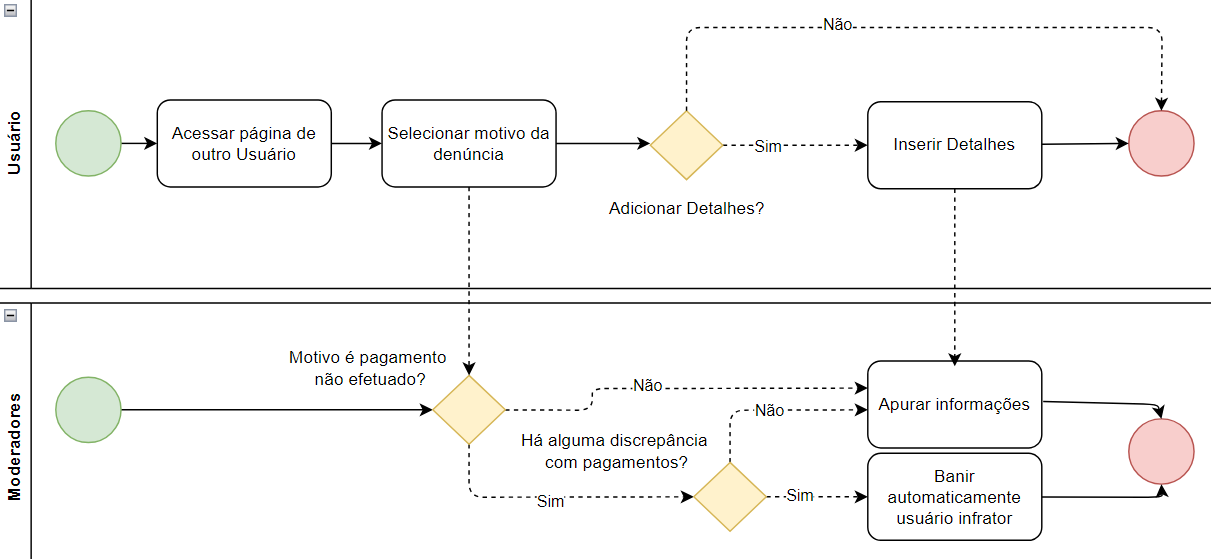 Usuário
Acessar página de
outro Usuário
Selecionar motivo da
denúncia
Adicionar Detalhes?
Não
Sim
Inserir Detalhes
Moderadores
Motivo é pagamento
não efetuado?
Não
Sim
Há alguma discrepância
com pagamentos?
Não
Sim
Apurar informações
Banir
automaticamente
usuário infrator